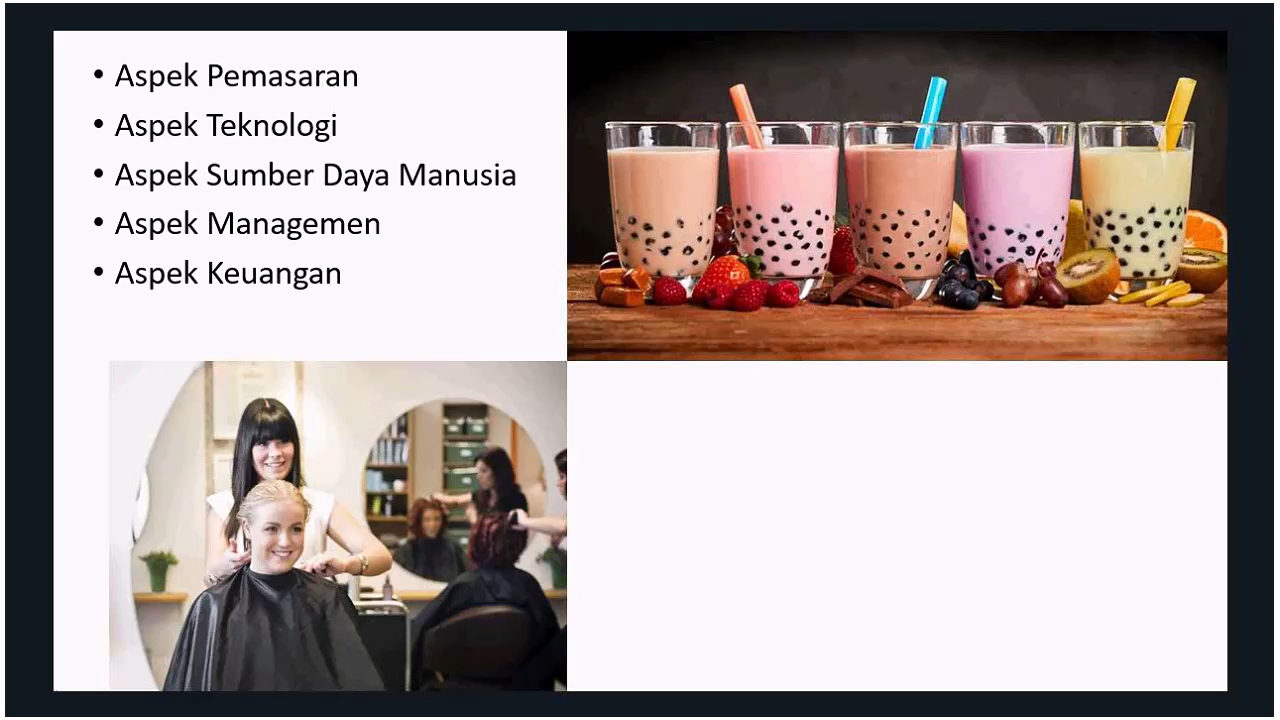 • Aspek Pemasaran
• Aspek Teknologi
• Aspek Sumber Daya Manusia
• Aspek Managemen
• Aspek Keuangan